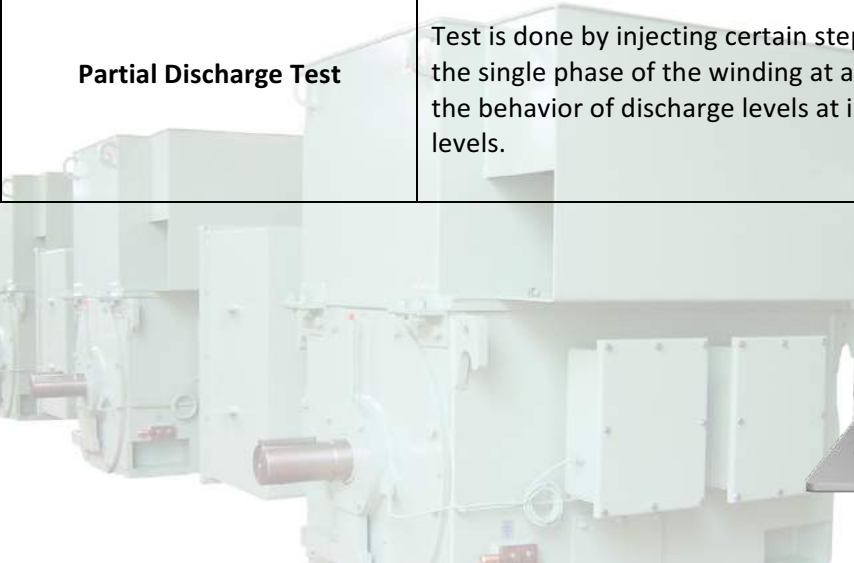 Partial Discharge Test
Test is done by injecting certain step
the single phase of the winding at a
the behavior of discharge levels at i
levels.